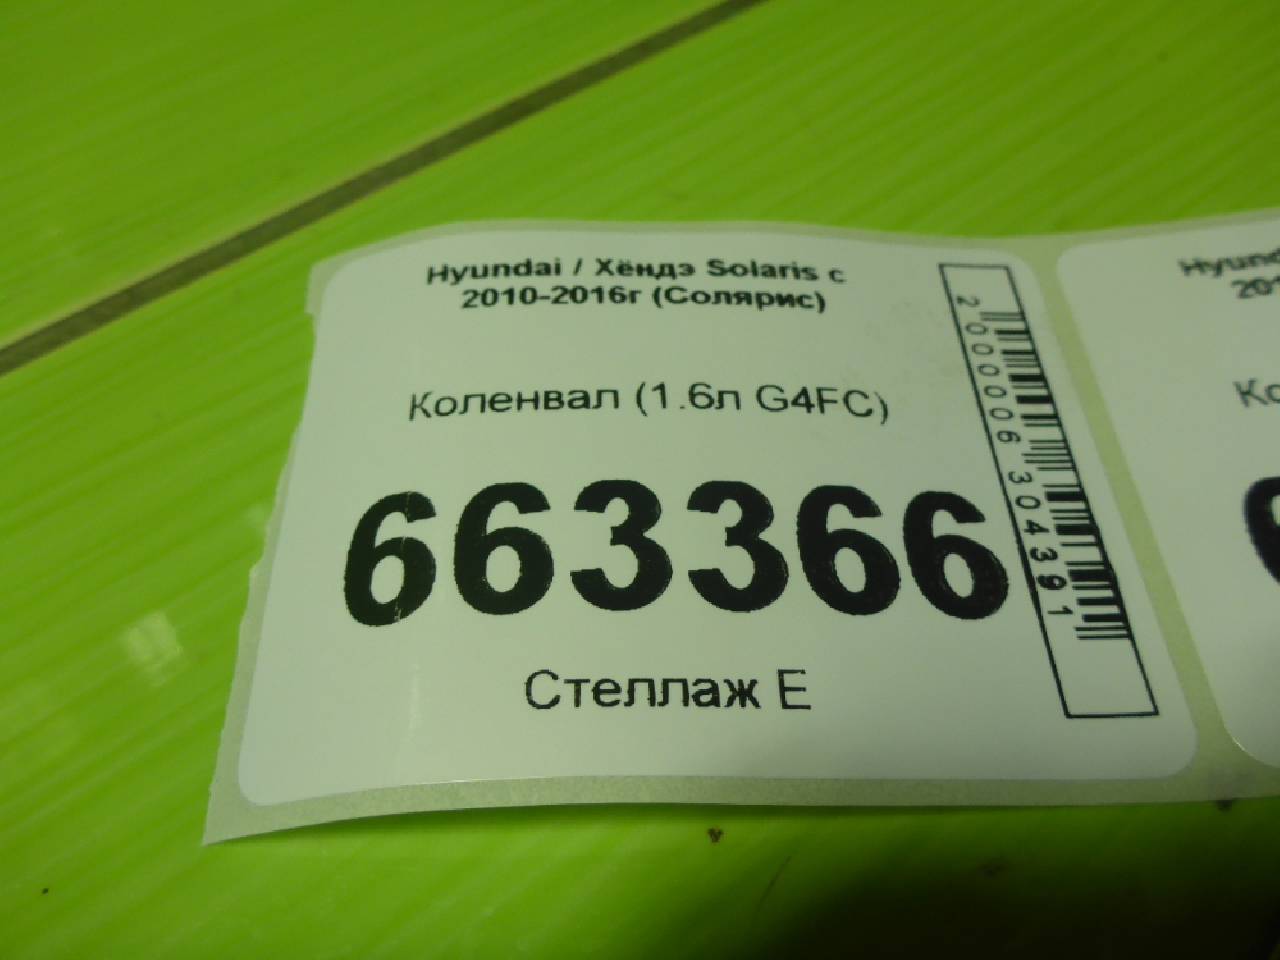 Hyundai / Хёндэ Solaris с
2010-2016г (Солярис)
Коленвал (1.6л G4FC)
663366
Стеллаж Е
2000006304391